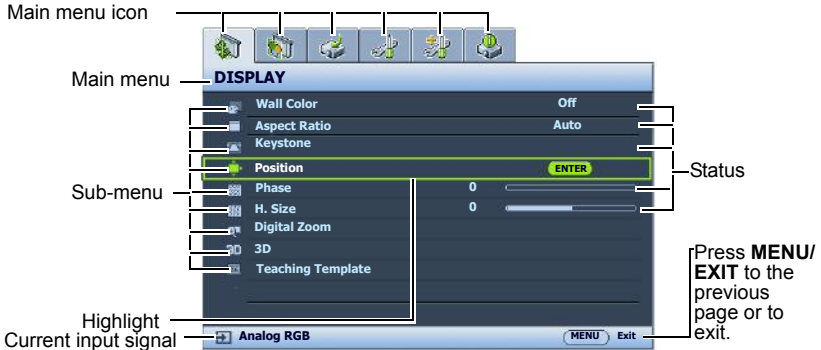 Main menu icon
Main menu
DISPLAY
Wall Color Off
Aspect Ratio Auto
Keystone
Position ENTER
Sub-menu
Phase 0
Status
H. Size 0
Digital Zoom
3D 3D
Teaching Template
Press MENU/
EXIT to the
previous
page or to
exit.
Highlight
Current input signal
Analog RGB
MENU Exit